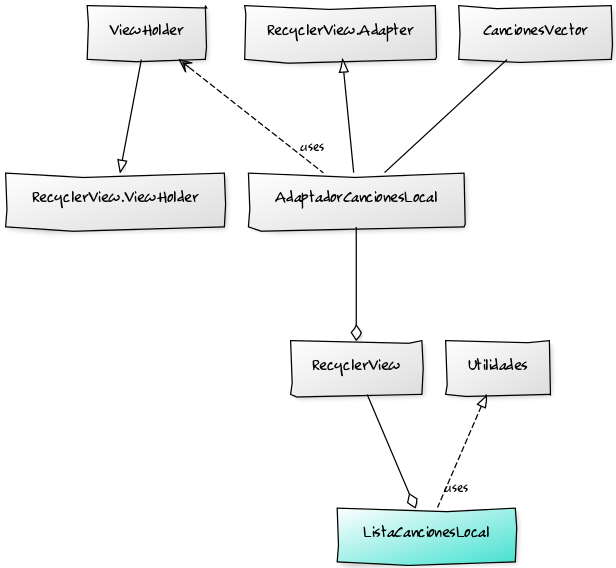 ViewHolder
RecyclerView.Adapter
CancionesVector
uses
RecyclerView.ViewHolder
AdaptadorCancionesLocal
RecyclerView
Utilidades
uses
ListaCancionesLocal